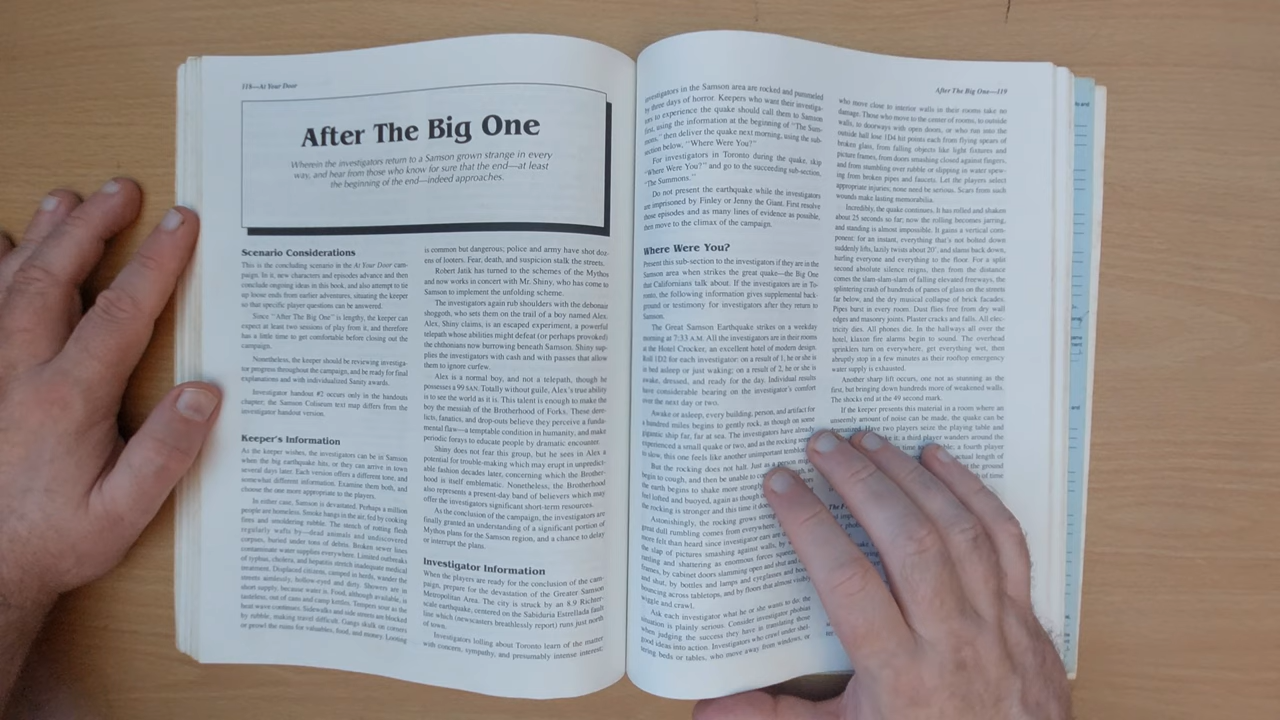 118—At Your Door
After The Big One
Wherein the investigators return to a Samson grown strange in every
way, and hear from those who know for sure that the end—at least
the beginning of the end—indeed approaches.
Scenario Considerations
This is the concluding scenario in the At Your Door cam-
paign. In it, new characters and episodes advance and then
conclude ongoing ideas in this book, and also attempt to tie
up loose ends from earlier adventures, situating the keeper
so that specific player questions can be answered.
Since "After The Big One" is lengthy, the keeper can
expect at least two sessions of play from it, and therefore
has a little time to get comfortable before closing out the
campaign.
Nonetheless, the keeper should be reviewing investiga-
tor progress throughout the campaign, and be ready for final
explanations and with individualized Sanity awards.
Investigator handout #2 occurs only in the handouts
chapter; the Samson Coliseum text map differs from the
investigator handout version.
Keeper's Information
As the keeper wishes, the investigators can be in Samson
when the big earthquake hits, or they can arrive in town
several days later. Each version offers a different tone, and
somewhat different information. Examine them both, and
choose the one more appropriate to the players.
In either case, Samson is devastated. Perhaps a million
people are homeless. Smoke hangs in the air, fed by cooking
fires and smoldering rubble. The stench of rotting flesh
regularly wafts by—dead animals and undiscovered
corpses, buried under tons of debris. Broken sewer lines
contaminate water supplies everywhere. Limited outbreaks
of typhus, cholera, and hepatitis stretch inadequate medical
treatment. Displaced citizens, camped in herds, wander the
streets aimlessly, hollow-eyed and dirty. Showers are in
short supply, because water is. Food, although available, is
tasteless, out of cans and camp kettles. Tempers soar as the
heat wave continues. Sidewalks and side streets are blocked
by rubble, making travel difficult. Gangs skulk on corners
or prowl the ruins for valuables, food, and money. Looting
is common but dangerous; police and army have shot doz-
ens of looters. Fear, death, and suspicion stalk the streets.
Robert Jatik has turned to the schemes of the Mythos
and now works in concert with Mr. Shiny, who has come to
Samson to implement the unfolding scheme.
The investigators again rub shoulders with the debonair
shoggoth, who sets them on the trail of a boy named Alex.
Alex, Shiny claims, is an escaped experiment, a powerful
telepath whose abilities might defeat (or perhaps provoked)
the chthonians now burrowing beneath Samson. Shiny sup-
plies the investigators with cash and with passes that allow
them to ignore curfew.
Alex is a normal boy, and not a telepath, though he
possesses a 99 SAN. Totally without guile, Alex's true ability
is to see the world as it is. This talent is enough to make the
boy the messiah of the Brotherhood of Forks. These dere-
licts, fanatics, and drop-outs believe they perceive a funda-
mental flaw—a temptable condition in humanity, and make
periodic forays to educate people by dramatic encounter.
Shiny does not fear this group, but he sees in Alex a
potential for trouble-making which may erupt in unpredict-
able fashion decades later, concerning which the Brother-
hood is itself emblematic. Nonetheless, the Brotherhood
also represents a present-day band of believers which may
offer the investigators significant short-term resources.
As the conclusion of the campaign, the investigators are
finally granted an understanding of a significant portion of
Mythos plans for the Samson region, and a chance to delay
or interrupt the plans.
Investigator Information
When the players are ready for the conclusion of the cam-
paign, prepare for the devastation of the Greater Samson
Metropolitan Area. The city is struck by an 8.9 Richter-
scale earthquake, centered on the Sabiduria Estrellada fault
line which (newscasters breathlessly report) runs just north
of town.
Investigators lolling about Toronto learn of the matter
with concern, sympathy, and presumably intense interest;
After The Big One—119
investigators in the Samson area are rocked and pummeled
by three days of horror. Keepers who want their investiga-
tors to experience the quake should call them to Samson
first, using the information at the beginning of "The Sum-
mons," then deliver the quake next morning, using the sub-
section below, "Where Were You?"
For investigators in Toronto during the quake, skip
"Where Were You?" and go to the succeeding sub-section,
"The Summons."
Do not present the earthquake while the investigators
are imprisoned by Finley or Jenny the Giant. First resolve
those episodes and as many lines of evidence as possible,
then move to the climax of the campaign.
Where Were You?
Present this sub-section to the investigators if they are in the
Samson area when strikes the great quake—the Big One
that Californians talk about. If the investigators are in To-
ronto, the following information gives supplemental back-
ground or testimony for investigators after they return to
Samson.
The Great Samson Earthquake strikes on a weekday
morning at 7:33 A.M. All the investigators are in their rooms
at the Hotel Crocker, an excellent hotel of modern design.
Roll 1D2 for each investigator: on a result of 1, he or she is
in bed asleep or just waking; on a result of 2, he or she is
awake, dressed, and ready for the day. Individual results
have considerable bearing on the investigator's comfort
over the next day or two.
Awake or asleep, every building, person, and artifact for
a hundred miles begins to gently rock, as though on some
gigantic ship far, far at sea. The investigators have already
experienced a small quake or two, and as the rocking
is slow, this one feels like another unimportant
But the rocking does not halt. Just as a person
begins to cough, and then be unable to
the earth begins to shake more strongly
feel lofted and buoyed, again as though
the rocking is stronger and this time it does
Astonishingly, the rocking grows
great dull rumbling comes from everywhere,
more felt than heard since investigator ears are
the slap of pictures smashing against walls, by
rattling and shattering as enormous forces
frames, by cabinet doors slamming open and shut and
and shut, by bottles and lamps and eyeglasses and
bouncing across tabletops, and by floors that almost visibly
wiggle and crawl.
Ask each investigator what he or she wants to do; the
situation is plainly serious. Consider investigator phobias
when judging the success they have in translating those
good ideas into action. Investigators who crawl under shel-
tering beds or tables, who move away from windows, or
who move close to interior walls in their rooms take no
damage. Those who move to the center of rooms, to outside
walls, to doorways with open doors, or who run into the
outside hall lose 1D4 hit points each from flying spears of
broken glass, from falling objects like light fixtures and
picture frames, from doors smashing closed against fingers,
and from stumbling over rubble or slipping in water spew-
ing from broken pipes and faucets. Let the players select
appropriate injuries; none need be serious. Scars from such
wounds make lasting memorabilia.
Incredibly, the quake continues. It has rolled and shaken
about 25 seconds so far; now the rolling becomes jarring,
and standing is almost impossible. It gains a vertical com-
ponent: for an instant, everything that's not bolted down
suddenly lifts, lazily twists about 20°, and slams back down,
hurling everyone and everything to the floor. For a split
second absolute silence reigns, then from the distance
comes the slam-slam-slam of falling elevated freeways, the
splintering crash of hundreds of panes of glass on the streets
far below, and the dry musical collapse of brick facades.
Pipes burst in every room. Dust flies free from dry wall
edges and masonry joints. Plaster cracks and falls. All elec-
tricity dies. All phones die. In the hallways all over the
hotel, klaxon fire alarms begin to sound. The overhead
sprinklers turn on everywhere, get everything wet, then
abruptly stop in a few minutes as their rooftop emergency
water supply is exhausted.
Another sharp lift occurs, one not as stunning as the
first, but bringing down hundreds more of weakened walls.
The shocks end at the 49 second mark.
If the keeper presents this material in a room where an
unseemly amount of noise can be made, the quake can be
dramatized. Have two players seize the playing table and
it; a third player wanders around the
a fourth player
actual length of
the ground
of time